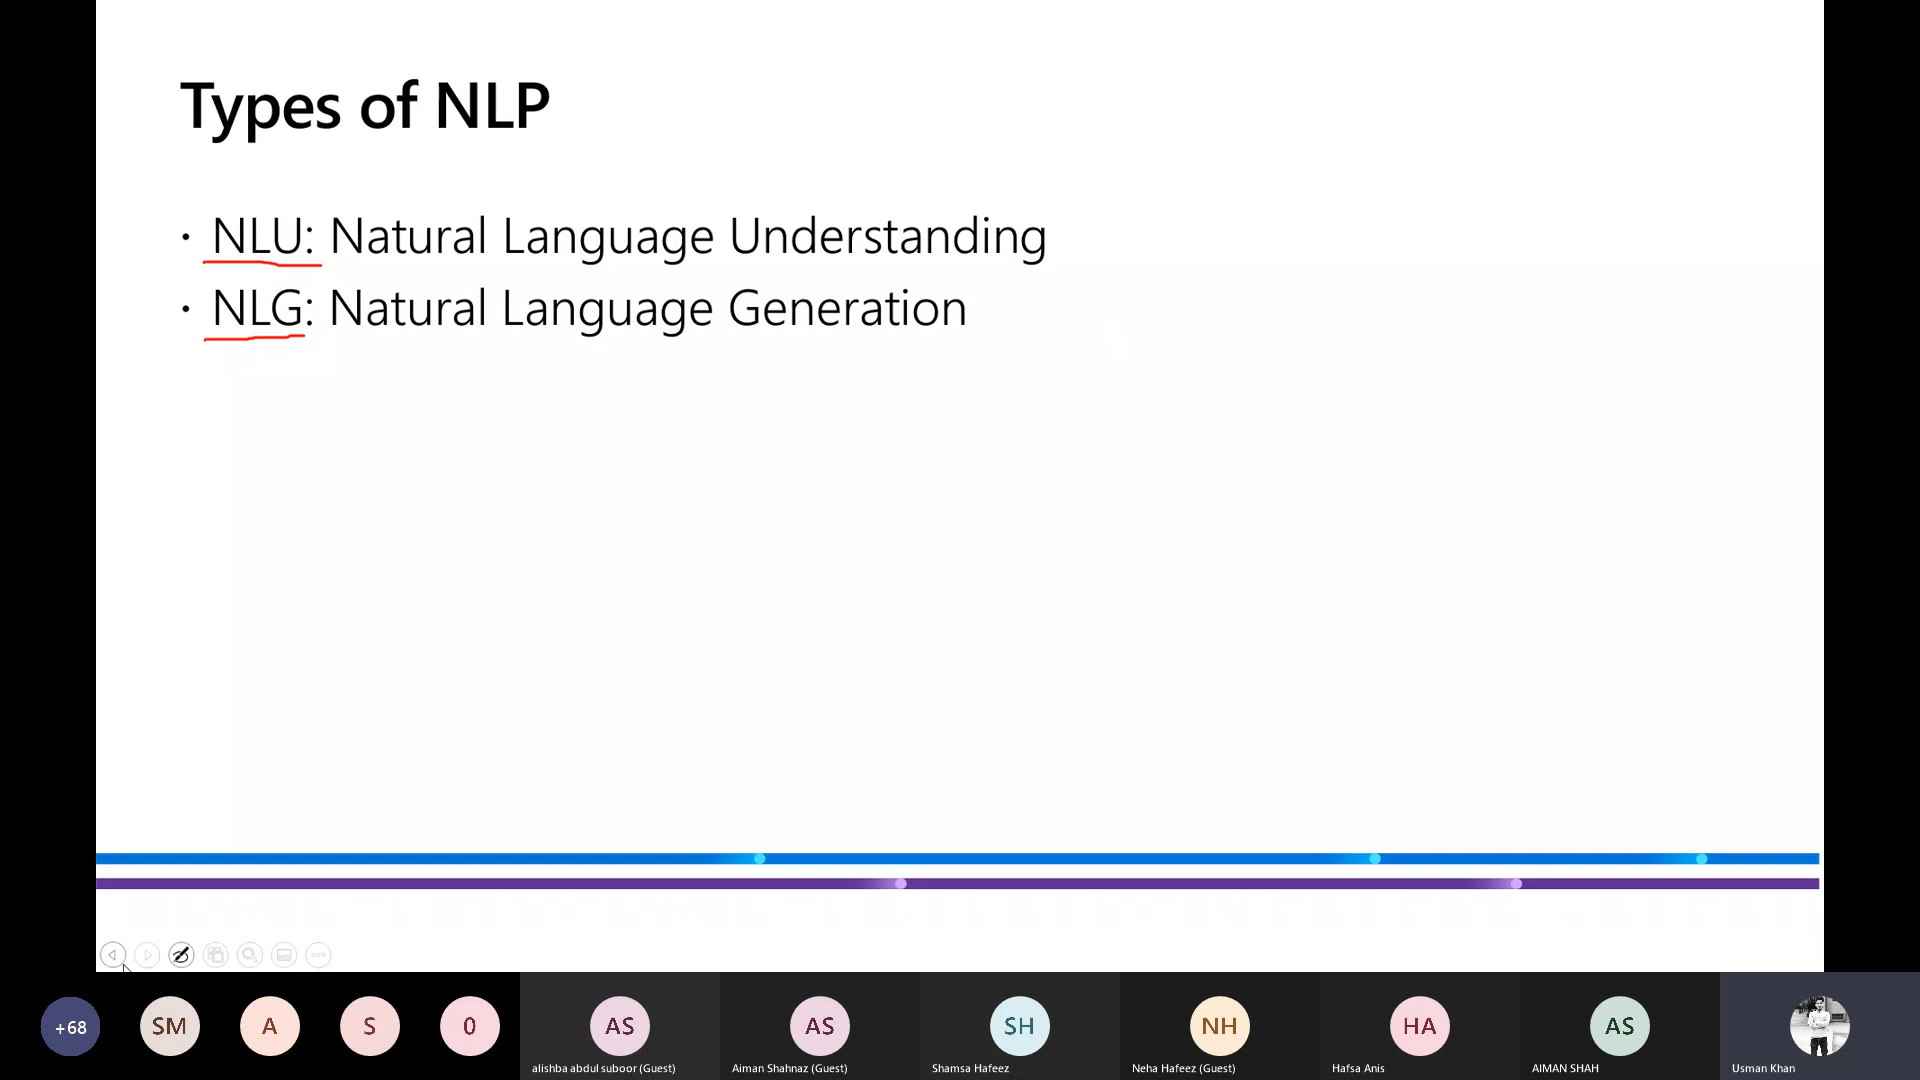 Types of NLP
· NLU: Natural Language Understanding
· NLG: Natural Language Generation
+68
SM
A
S
0
AS
AS
SH
NH
HA
AS
alishba abdul suboor (Guest)
Aiman Shahnaz (Guest)
Shamsa Hafeez
Neha Hafeez (Guest)
Hafsa Anis
AIMAN SHAH
Usman Khan